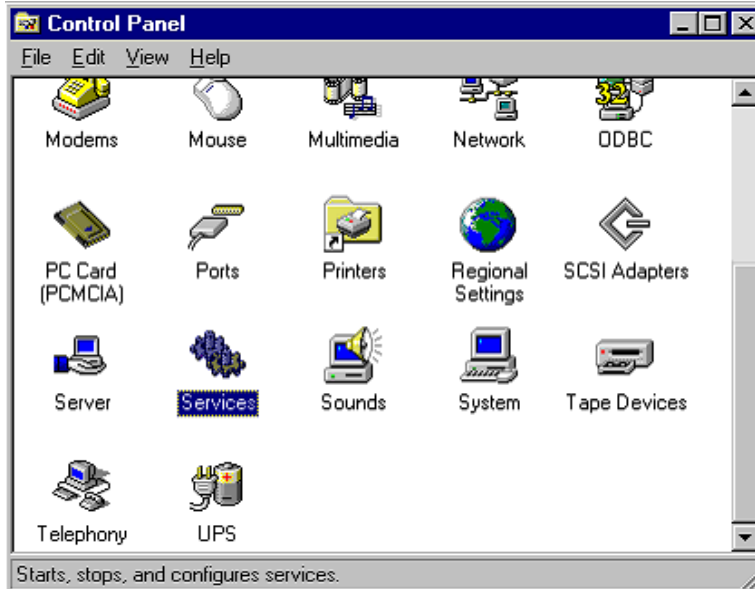 Control Panel
File Edit View Help
Modems Mouse Multimedia Network 32 ODBC
PC Card Ports Printers Regional SCSI Adapters
(PCMCIA) Settings
Server Services Sounds System Tape Devices
Telephony UPS
Starts, stops, and configures services.